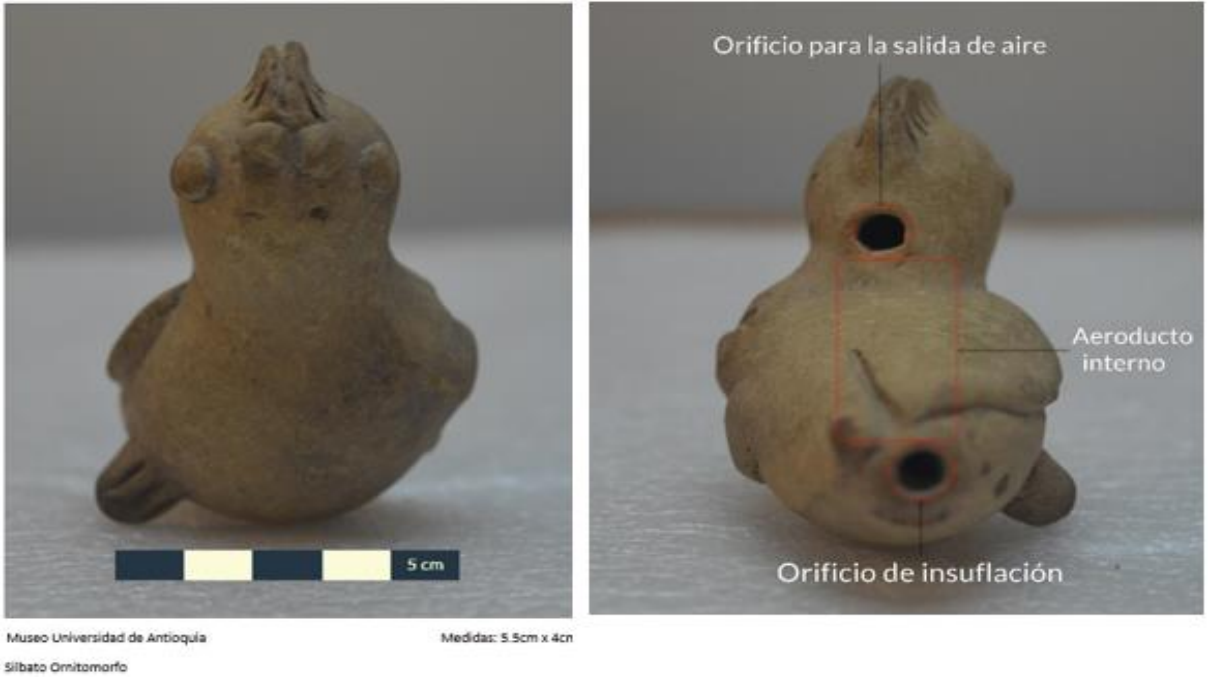 Orificio para la salida de aire
Aeroducto
interno
5 cm
Orificio de insuflación
Museo Universidad de Antioquia
Medidas: 5.5cm x 4cm
Silbato Ornitomorfo